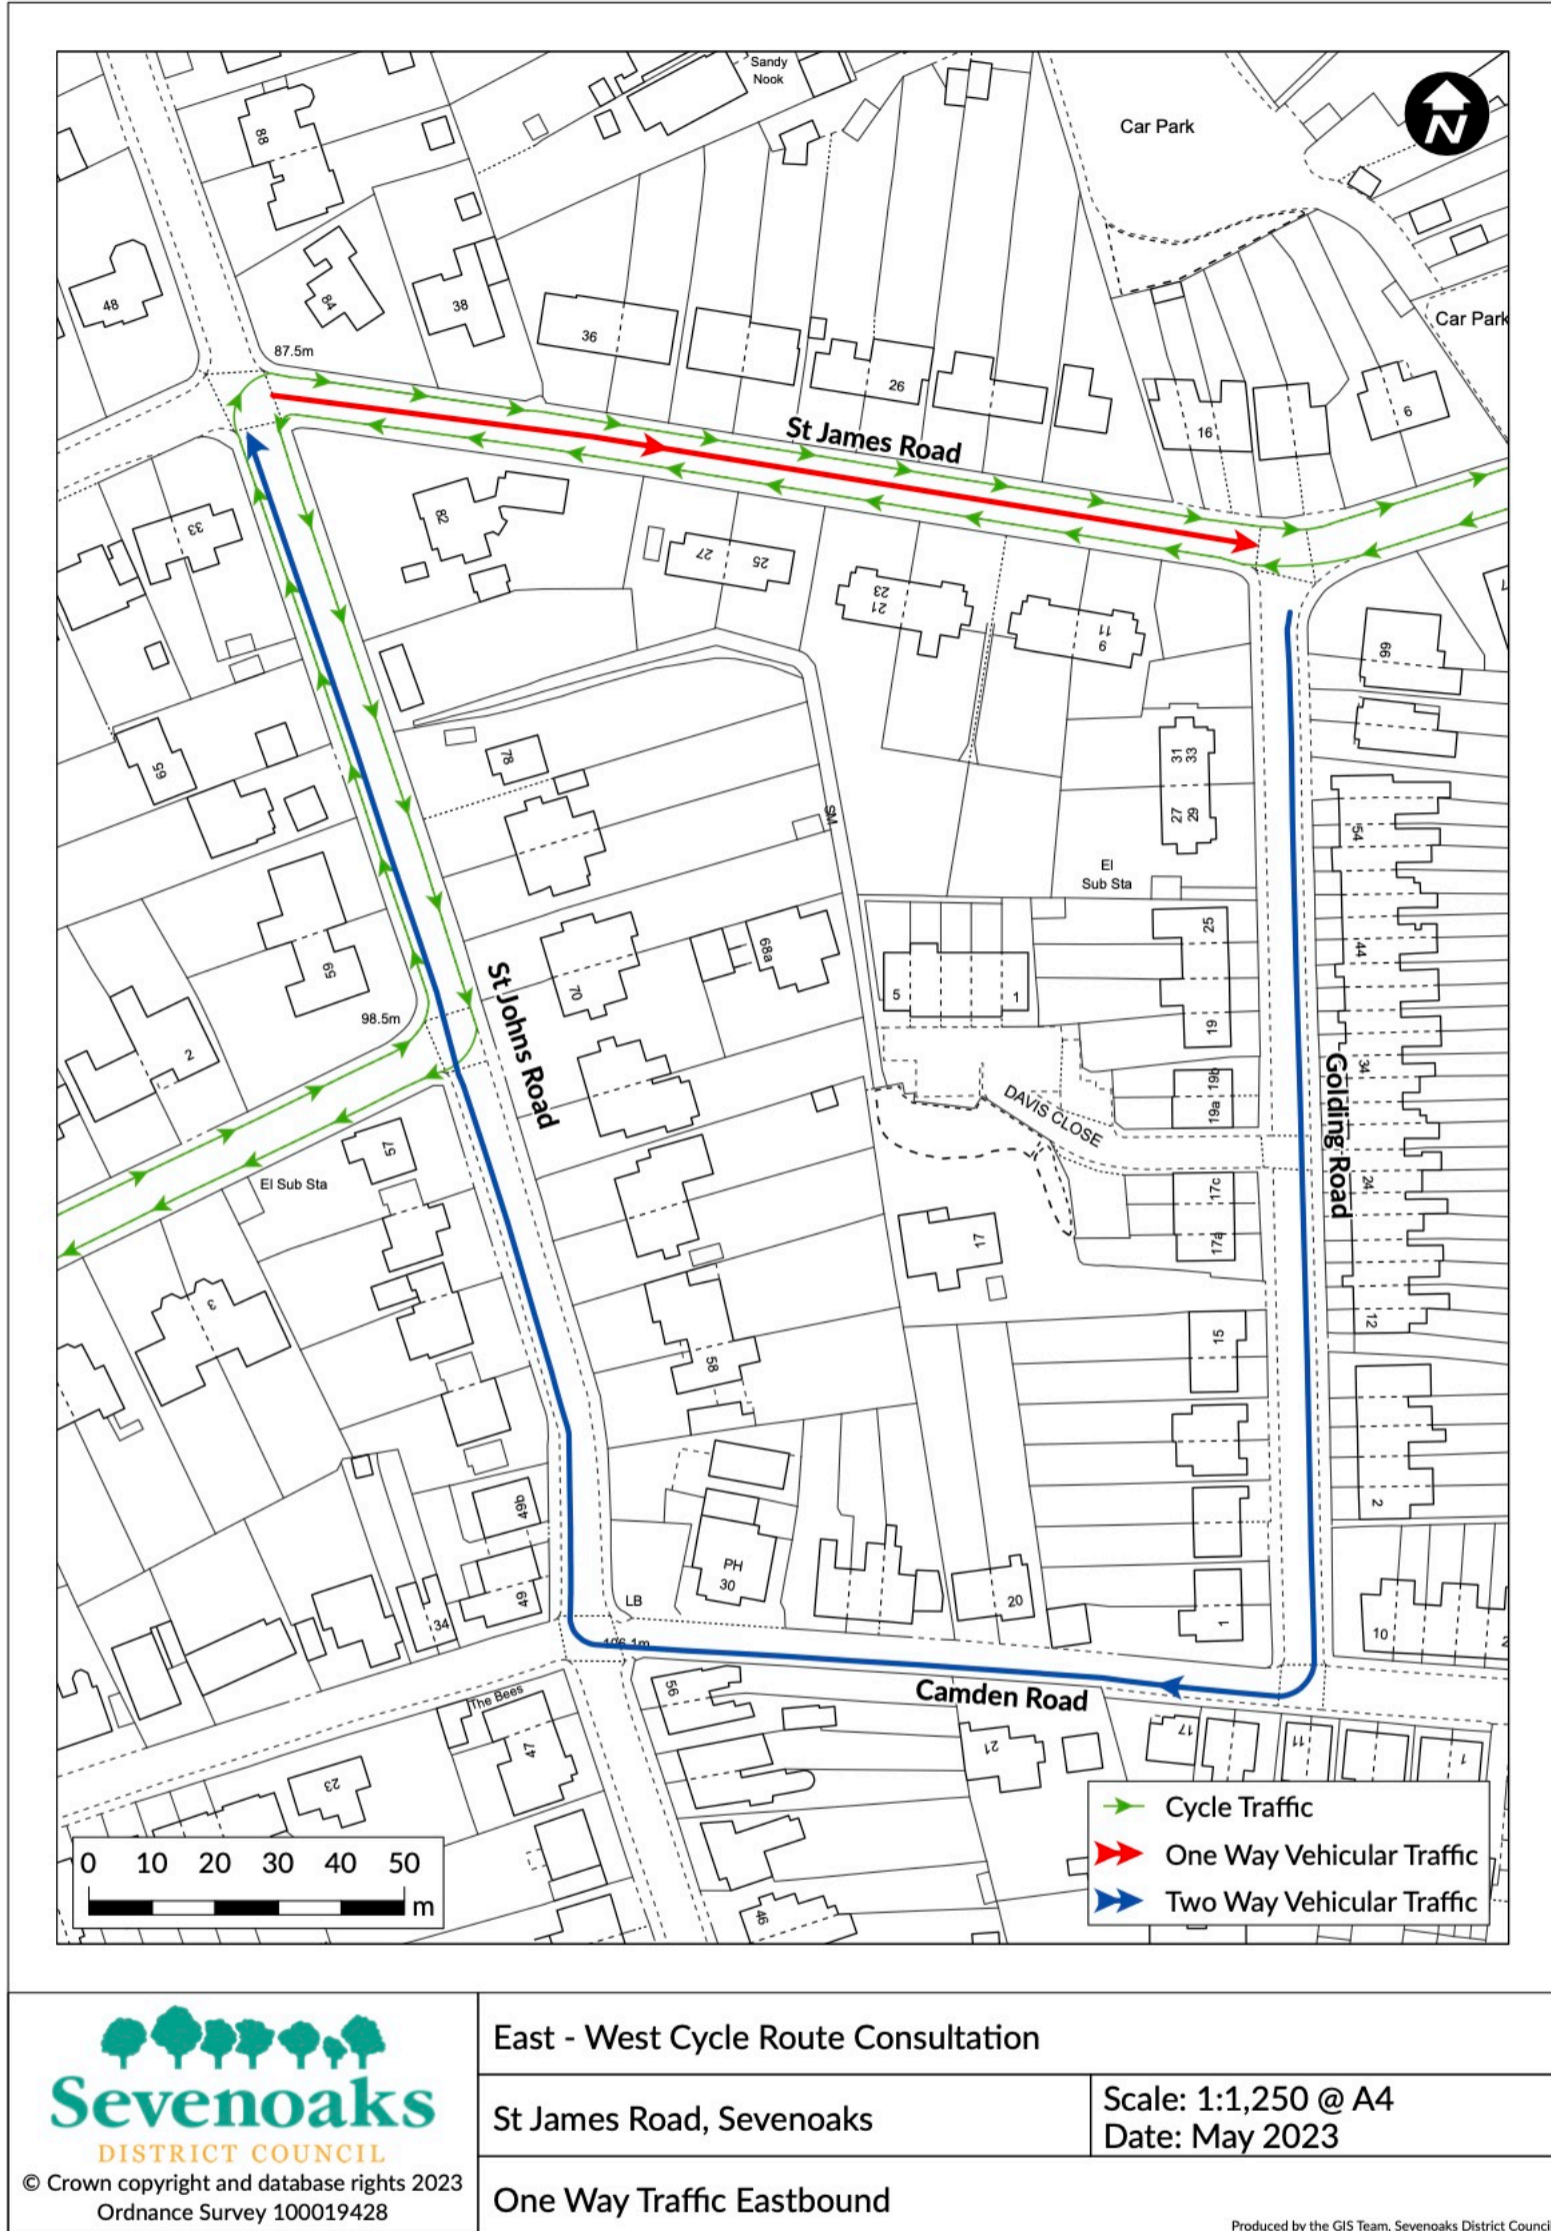 Sandy
Nook
Car Park
N
88
48
84
38
36
26
16
6
Car Park
87.5m
St James Road
33
82
27
25
23
21
11
9
66
65
78
31
33
27
29
54
El
Sub Sta
SM
25
44
68a
70
59
5
1
19
98.5m
2
St Johns Road
34
Golding Road
19b
19a
DAVIS CLOSE
57
El Sub Sta
17c
24
17a
17
3
12
15
58
2
49b
PH
30
49
LB
20
34
1
10
2
106.1m
56
Camden Road
The Bees
47
21
17
11
1
23
46
Cycle Traffic
One Way Vehicular Traffic
Two Way Vehicular Traffic
0 10 20 30 40 50
m
Sevenoaks
DISTRICT COUNCIL
© Crown copyright and database rights 2023
Ordnance Survey 100019428
East - West Cycle Route Consultation
St James Road, Sevenoaks
Scale: 1:1,250 @ A4
Date: May 2023
One Way Traffic Eastbound
Produced by the GIS Team, Sevenoaks District Council